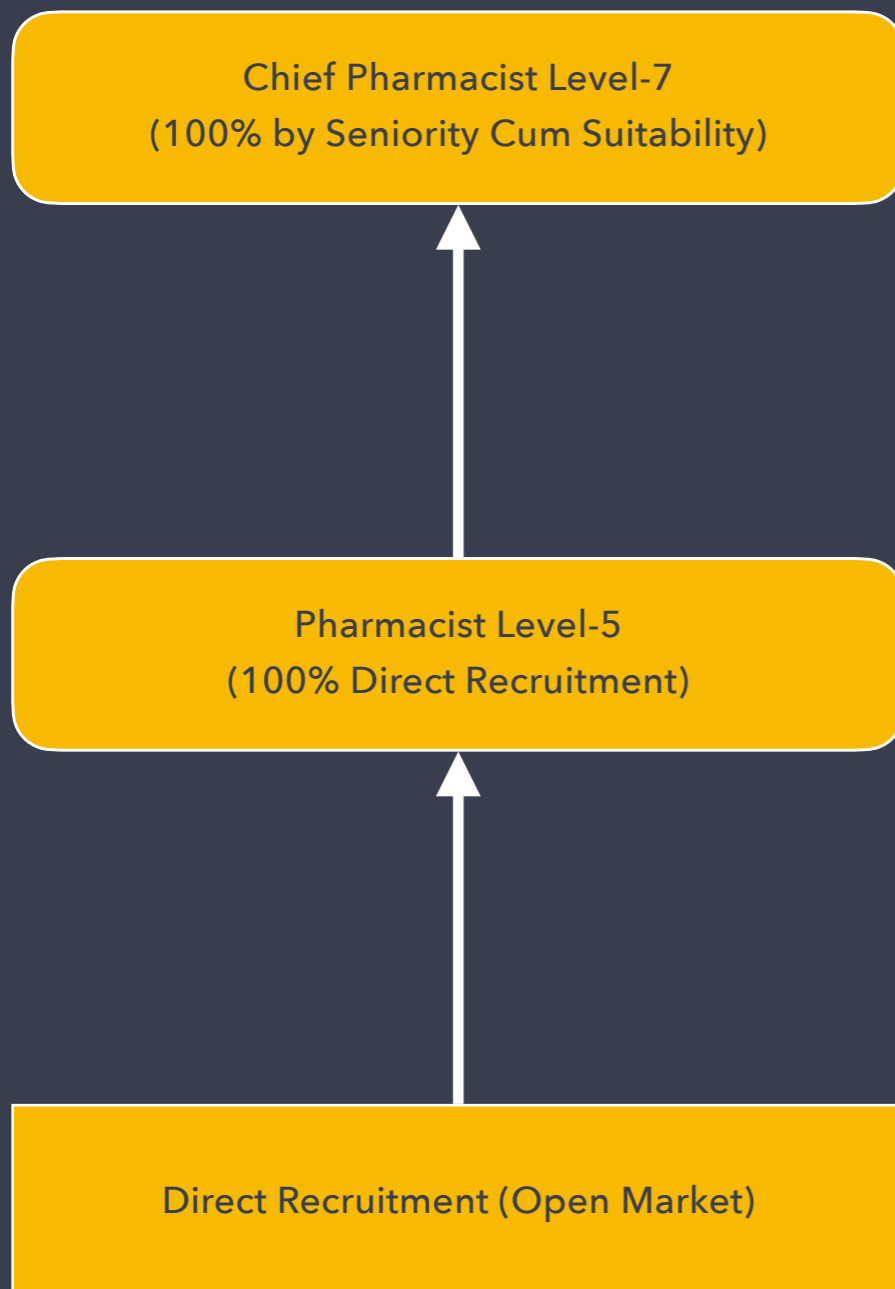 Chief Pharmacist Level-7
(100% by Seniority Cum Suitability)
Pharmacist Level-5
(100% Direct Recruitment)
Direct Recruitment (Open Market)